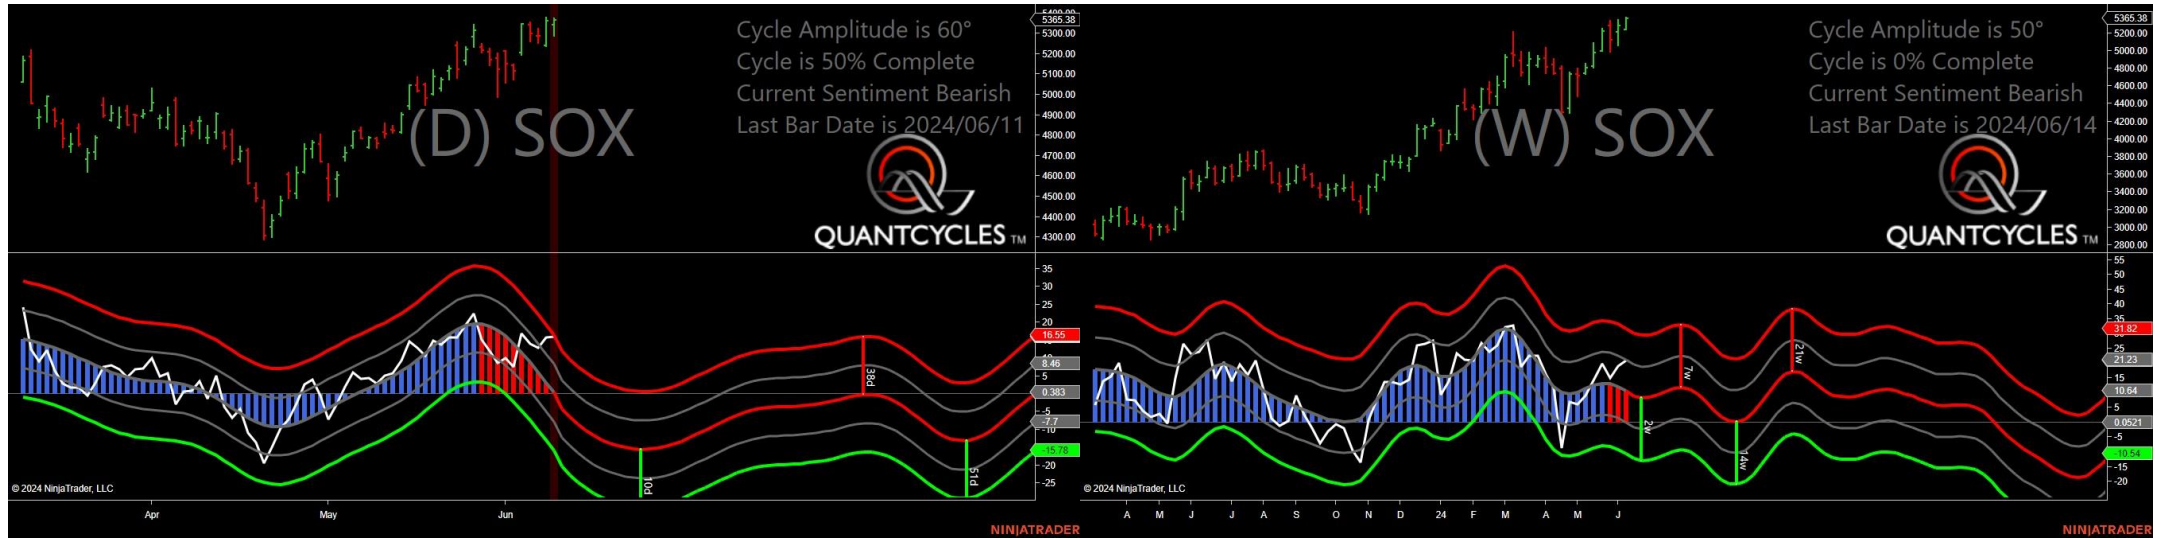 Cycle Amplitude is 60°
Cycle is 50% Complete
Current Sentiment Bearish
Last Bar Date is 2024/06/11
(D) SOX
QUANTCYCLES TM
5365.38
5300.00
5200.00
5100.00
5000.00
4900.00
4800.00
4700.00
4600.00
4500.00
4400.00
4300.00
35
30
25
20
16.55
8.46
5
0.383
-5
-7.7
-10
-15.78
-20
-25
38d
10d
51d
© 2024 NinjaTrader, LLC
Apr May Jun
NINJATRADER
Cycle Amplitude is 50°
Cycle is 0% Complete
Current Sentiment Bearish
Last Bar Date is 2024/06/14
(W) SOX
QUANTCYCLES TM
5365.38
5200.00
4800.00
4600.00
4400.00
4200.00
4000.00
3800.00
3600.00
3400.00
3200.00
3000.00
2800.00
55
50
45
40
35
31.82
25
21.23
15
10.64
5
0.0521
-5
-10.54
-15
-20
7w
21w
2w
14w
© 2024 NinjaTrader, LLC
A M J J A S O N D 24 F M A M J
NINJATRADER